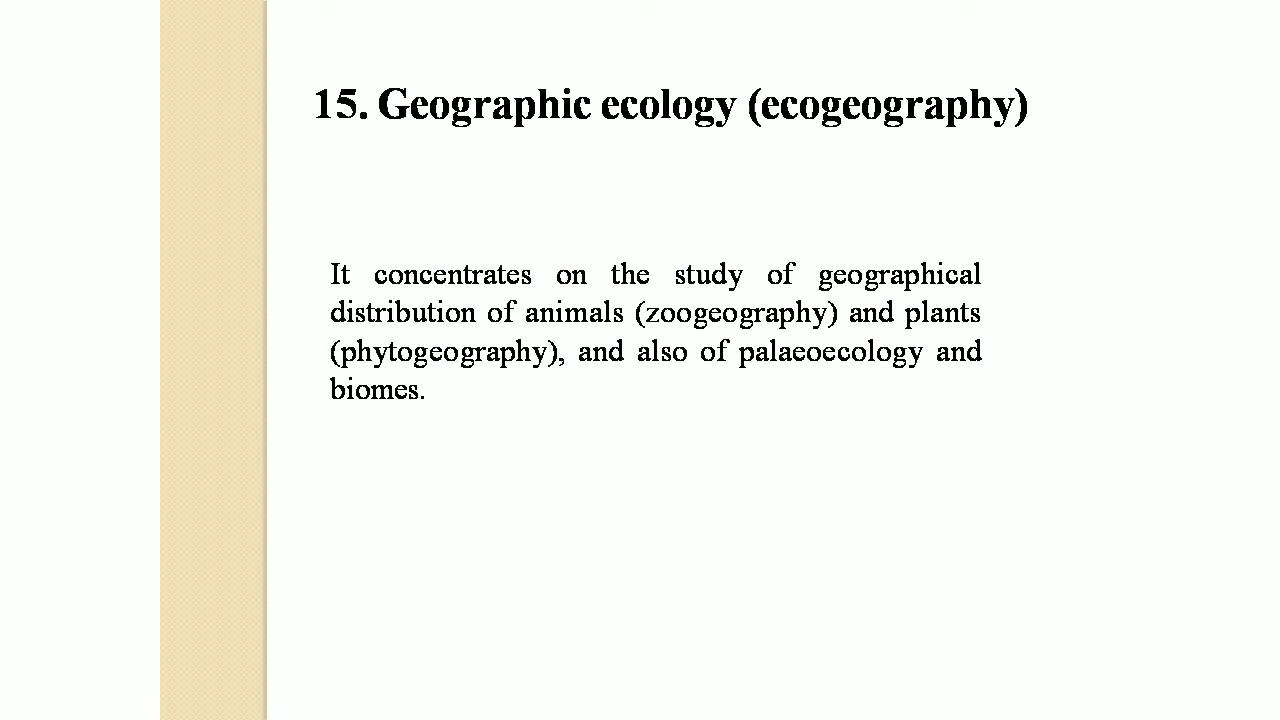 15. Geographic ecology (ecogeography)
It concentrates on the study of geographical
distribution of animals (zoogeography) and plants
(phytogeography), and also of palaeoecology and
biomes.